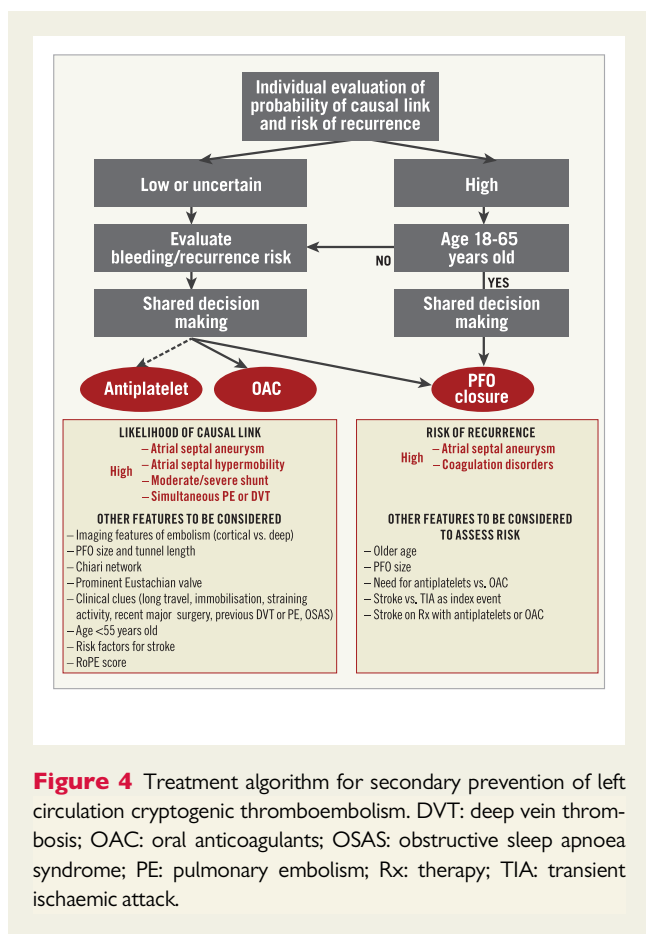 Individual evaluation of
probability of causal link
and risk of recurrence
Low or uncertain
High
Evaluate
bleeding/recurrence risk
NO
Age 18-65
years old
YES
Shared decision
making
Shared decision
making
Antiplatelet
OAC
PFO
closure
LIKELIHOOD OF CAUSAL LINK
High
– Atrial septal aneurysm
– Atrial septal hypermobility
– Moderate/severe shunt
– Simultaneous PE or DVT
OTHER FEATURES TO BE CONSIDERED
– Imaging features of embolism (cortical vs. deep)
– PFO size and tunnel length
– Chiari network
– Prominent Eustachian valve
– Clinical clues (long travel, immobilisation, straining
activity, recent major surgery, previous DVT or PE, OSAS)
– Age <55 years old
– Risk factors for stroke
– RoPE score
RISK OF RECURRENCE
High
– Atrial septal aneurysm
– Coagulation disorders
OTHER FEATURES TO BE CONSIDERED
TO ASSESS RISK
– Older age
– PFO size
– Need for antiplatelets vs. OAC
– Stroke vs. TIA as index event
– Stroke on Rx with antiplatelets or OAC
Figure 4 Treatment algorithm for secondary prevention of left
circulation cryptogenic thromboembolism. DVT: deep vein throm-
bosis; OAC: oral anticoagulants; OSAS: obstructive sleep apnoea
syndrome; PE: pulmonary embolism; Rx: therapy; TIA: transient
ischaemic attack.